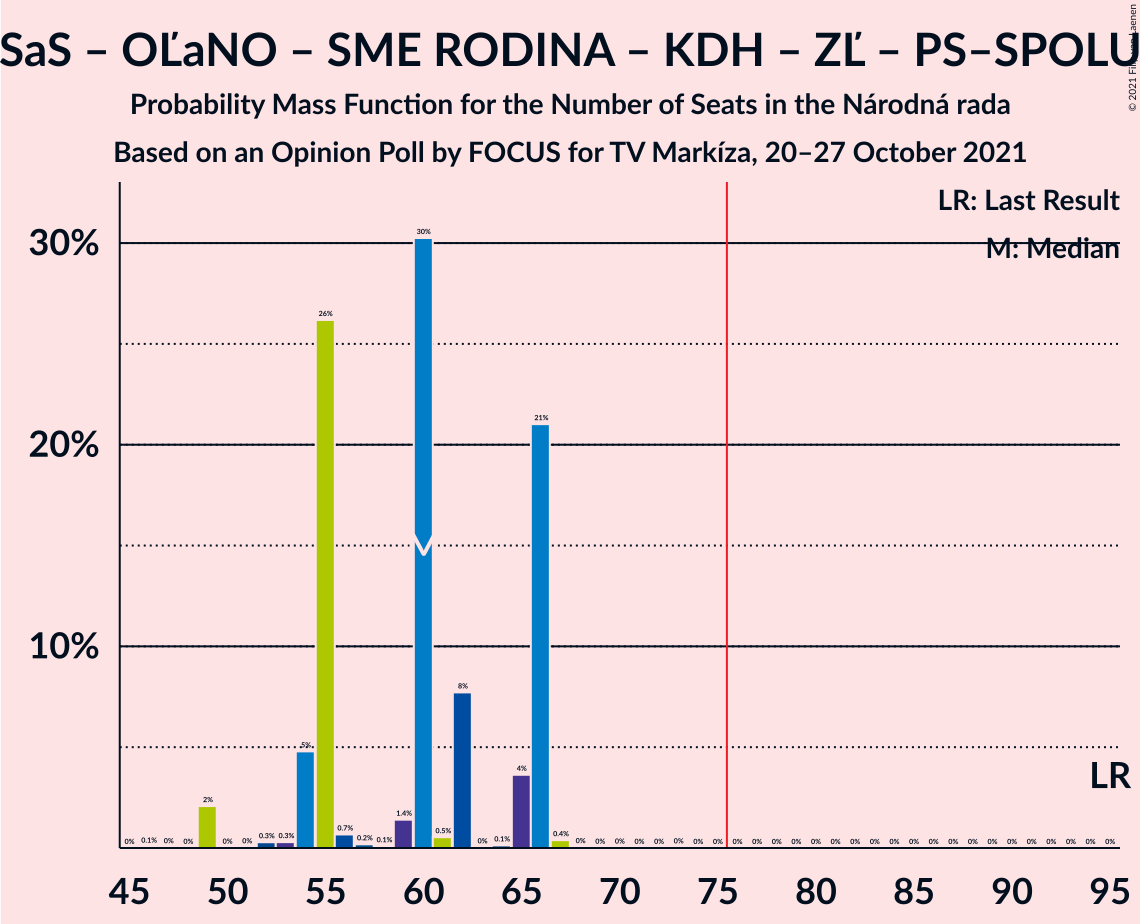 SaS – OĽaNO – SME RODINA – KDH – ZĽ – PS–SPOLU
Probability Mass Function for the Number of Seats in the Národná rada
Based on an Opinion Poll by FOCUS for TV Markíza, 20–27 October 2021
© 2021 Filip van Laenen
LR: Last Result
M: Median
30%
20%
10%
30%
26%
21%
8%
5%
4%
2%
1.4%
LR
0% 0.1% 0% 0% 0% 0% 0.3% 0.3% 0.7% 0.2% 0.1% 0.5% 0% 0.1% 0.4% 0% 0% 0% 0% 0% 0% 0% 0% 0% 0% 0% 0% 0% 0% 0% 0% 0% 0% 0% 0% 0% 0% 0% 0% 0% 0% 0% 0%
45 50 55 60 65 70 75 80 85 90 95